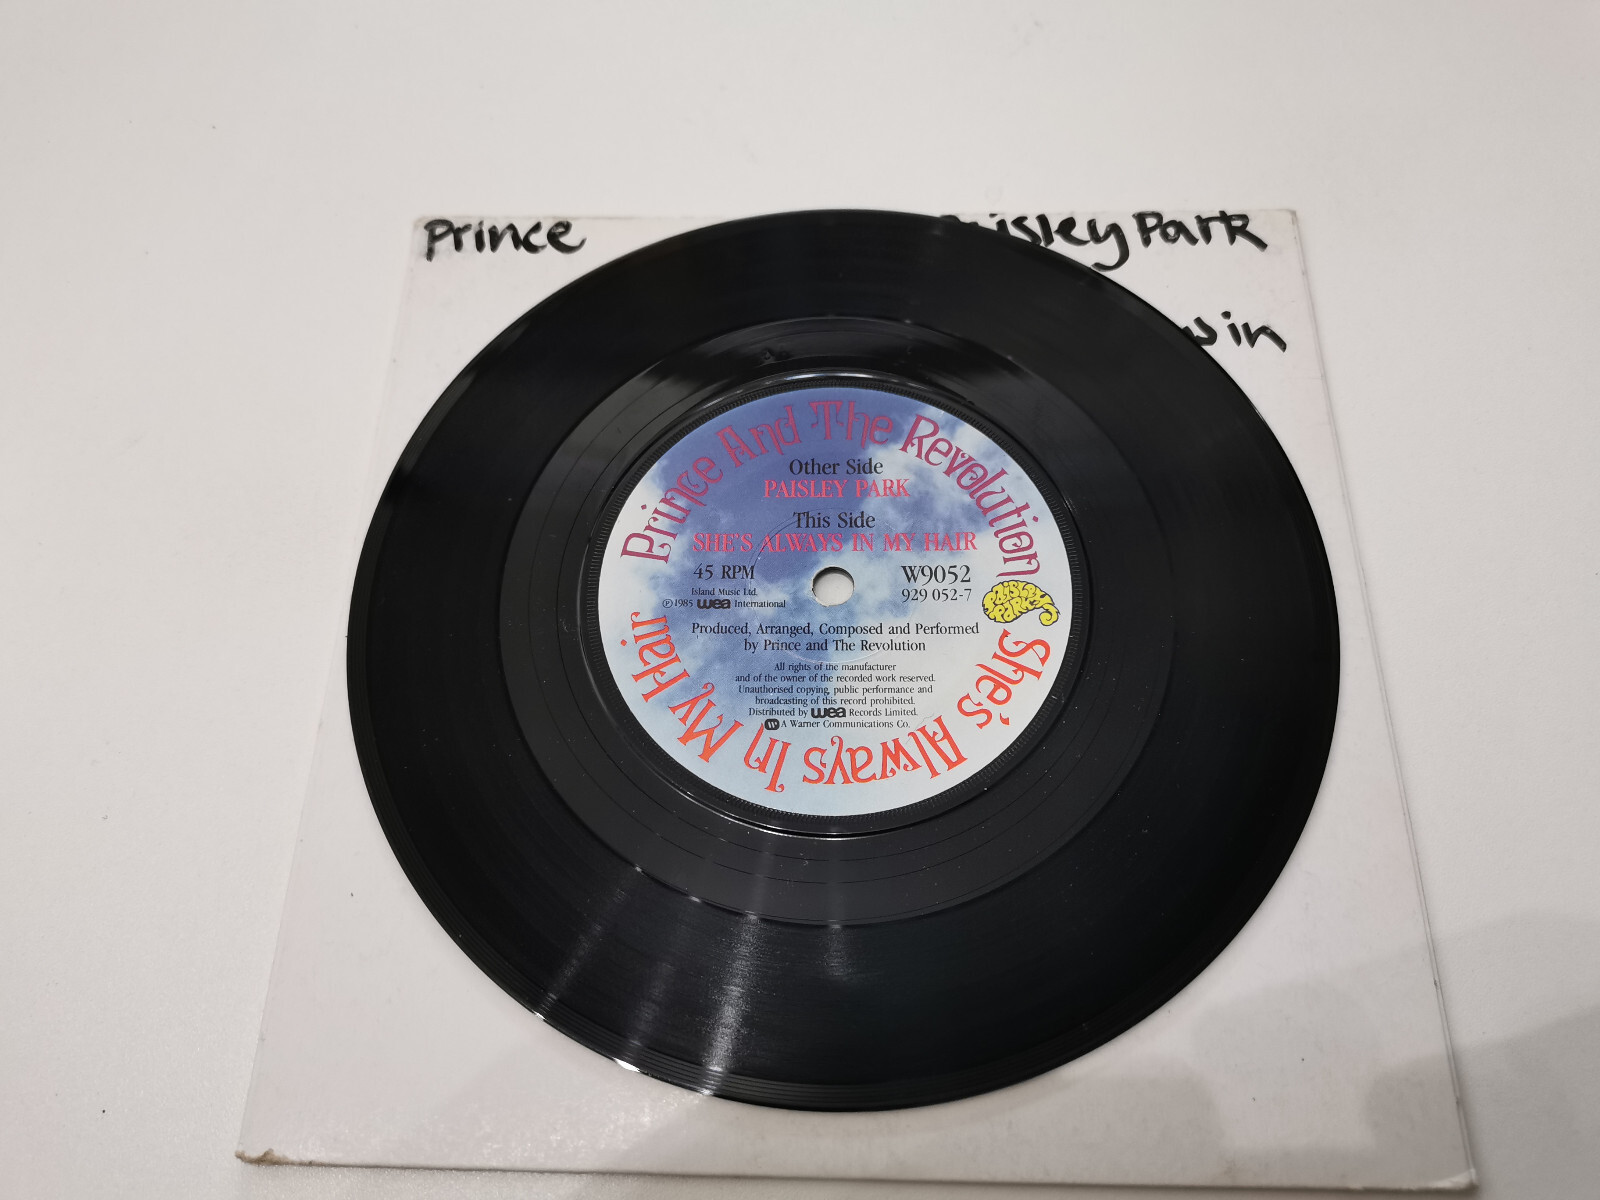 Prince
Paisley Park
in
Prince And The Revolution
Other Side
PAISLEY PARK
This Side
SHE'S ALWAYS IN MY HAIR
45 RPM
W9052
Island Music Ltd.
℗ 1985 wea International
929 052-7
PAISLEY PARK
Produced, Arranged, Composed and Performed
by Prince and The Revolution
All rights of the manufacturer
and of the owner of the recorded work reserved.
Unauthorised copying, public performance and
broadcasting of this record prohibited.
Distributed by wea Records Limited.
A Warner Communications Co.
She's Always In My Hair